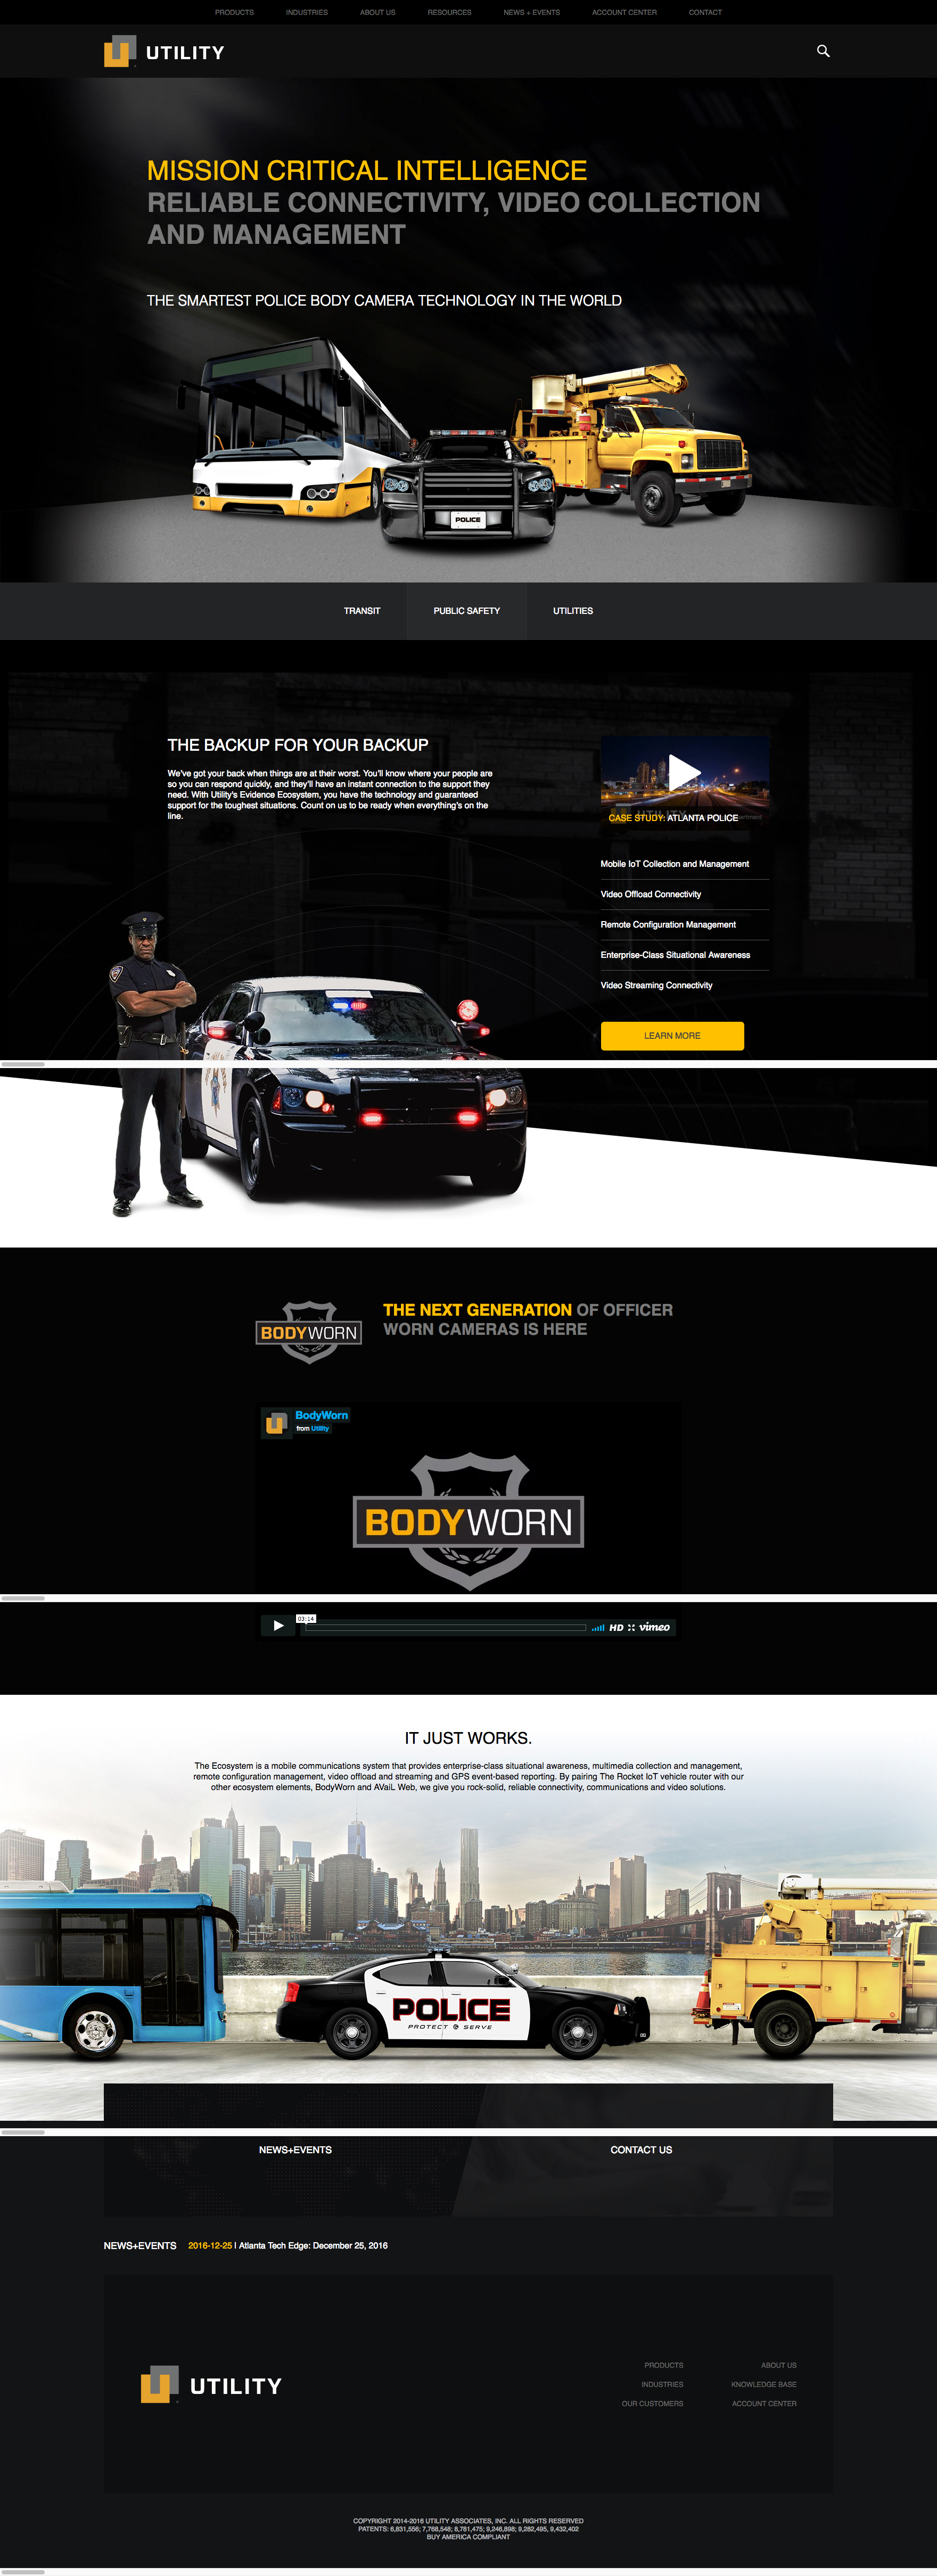 PRODUCTS INDUSTRIES ABOUT US RESOURCES NEWS + EVENTS ACCOUNT CENTER CONTACT
UTILITY
MISSION CRITICAL INTELLIGENCE
RELIABLE CONNECTIVITY, VIDEO COLLECTION
AND MANAGEMENT
THE SMARTEST POLICE BODY CAMERA TECHNOLOGY IN THE WORLD
POLICE
TRANSIT PUBLIC SAFETY UTILITIES
THE BACKUP FOR YOUR BACKUP
We've got your back when things are at their worst. You'll know where your people are
so you can respond quickly, and they'll have an instant connection to the support they
need. With Utility's Evidence Ecosystem, you have the technology and guaranteed
support for the toughest situations. Count on us to be ready when everything's on the
line.
UTILITY
CASE STUDY: ATLANTA POLICE
Mobile IoT Collection and Management
Video Offload Connectivity
Remote Configuration Management
Enterprise-Class Situational Awareness
Video Streaming Connectivity
LEARN MORE
BODYWORN
THE NEXT GENERATION OF OFFICER
WORN CAMERAS IS HERE
BodyWorn
from Utility
BODYWORN
03:14
HD vimeo
IT JUST WORKS.
The Ecosystem is a mobile communications system that provides enterprise-class situational awareness, multimedia collection and management,
remote configuration management, video offload and streaming and GPS event-based reporting. By pairing The Rocket IoT vehicle router with our
other ecosystem elements, BodyWorn and AVaiL Web, we give you rock-solid, reliable connectivity, communications and video solutions.
POLICE
PROTECT & SERVE
NEWS+EVENTS CONTACT US
NEWS+EVENTS 2016-12-25 | Atlanta Tech Edge: December 25, 2016
UTILITY
PRODUCTS ABOUT US
INDUSTRIES KNOWLEDGE BASE
OUR CUSTOMERS ACCOUNT CENTER
COPYRIGHT 2014-2016 UTILITY ASSOCIATES, INC. ALL RIGHTS RESERVED
PATENTS: 6,831,556; 7,768,548; 8,781,475; 9,246,898; 9,282,495, 9,432,402
BUY AMERICA COMPLIANT